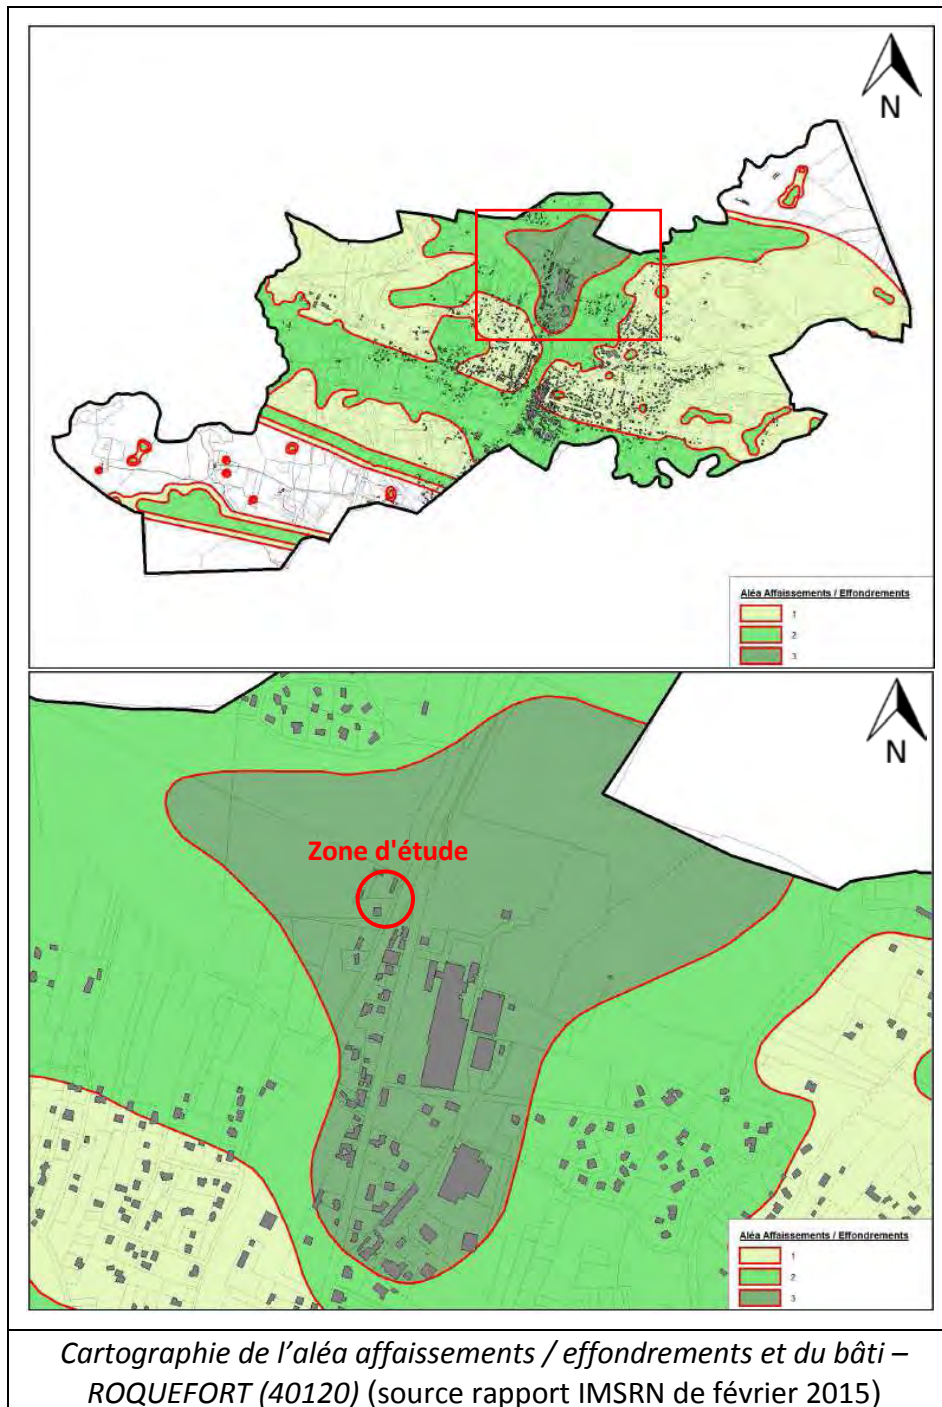 N
Aléa Affaissements / Effondrements
1
2
3
N
Zone d'étude
Aléa Affaissements / Effondrements
1
2
3
Cartographie de l’aléa affaissements / effondrements et du bâti –
ROQUEFORT (40120) (source rapport IMSRN de février 2015)